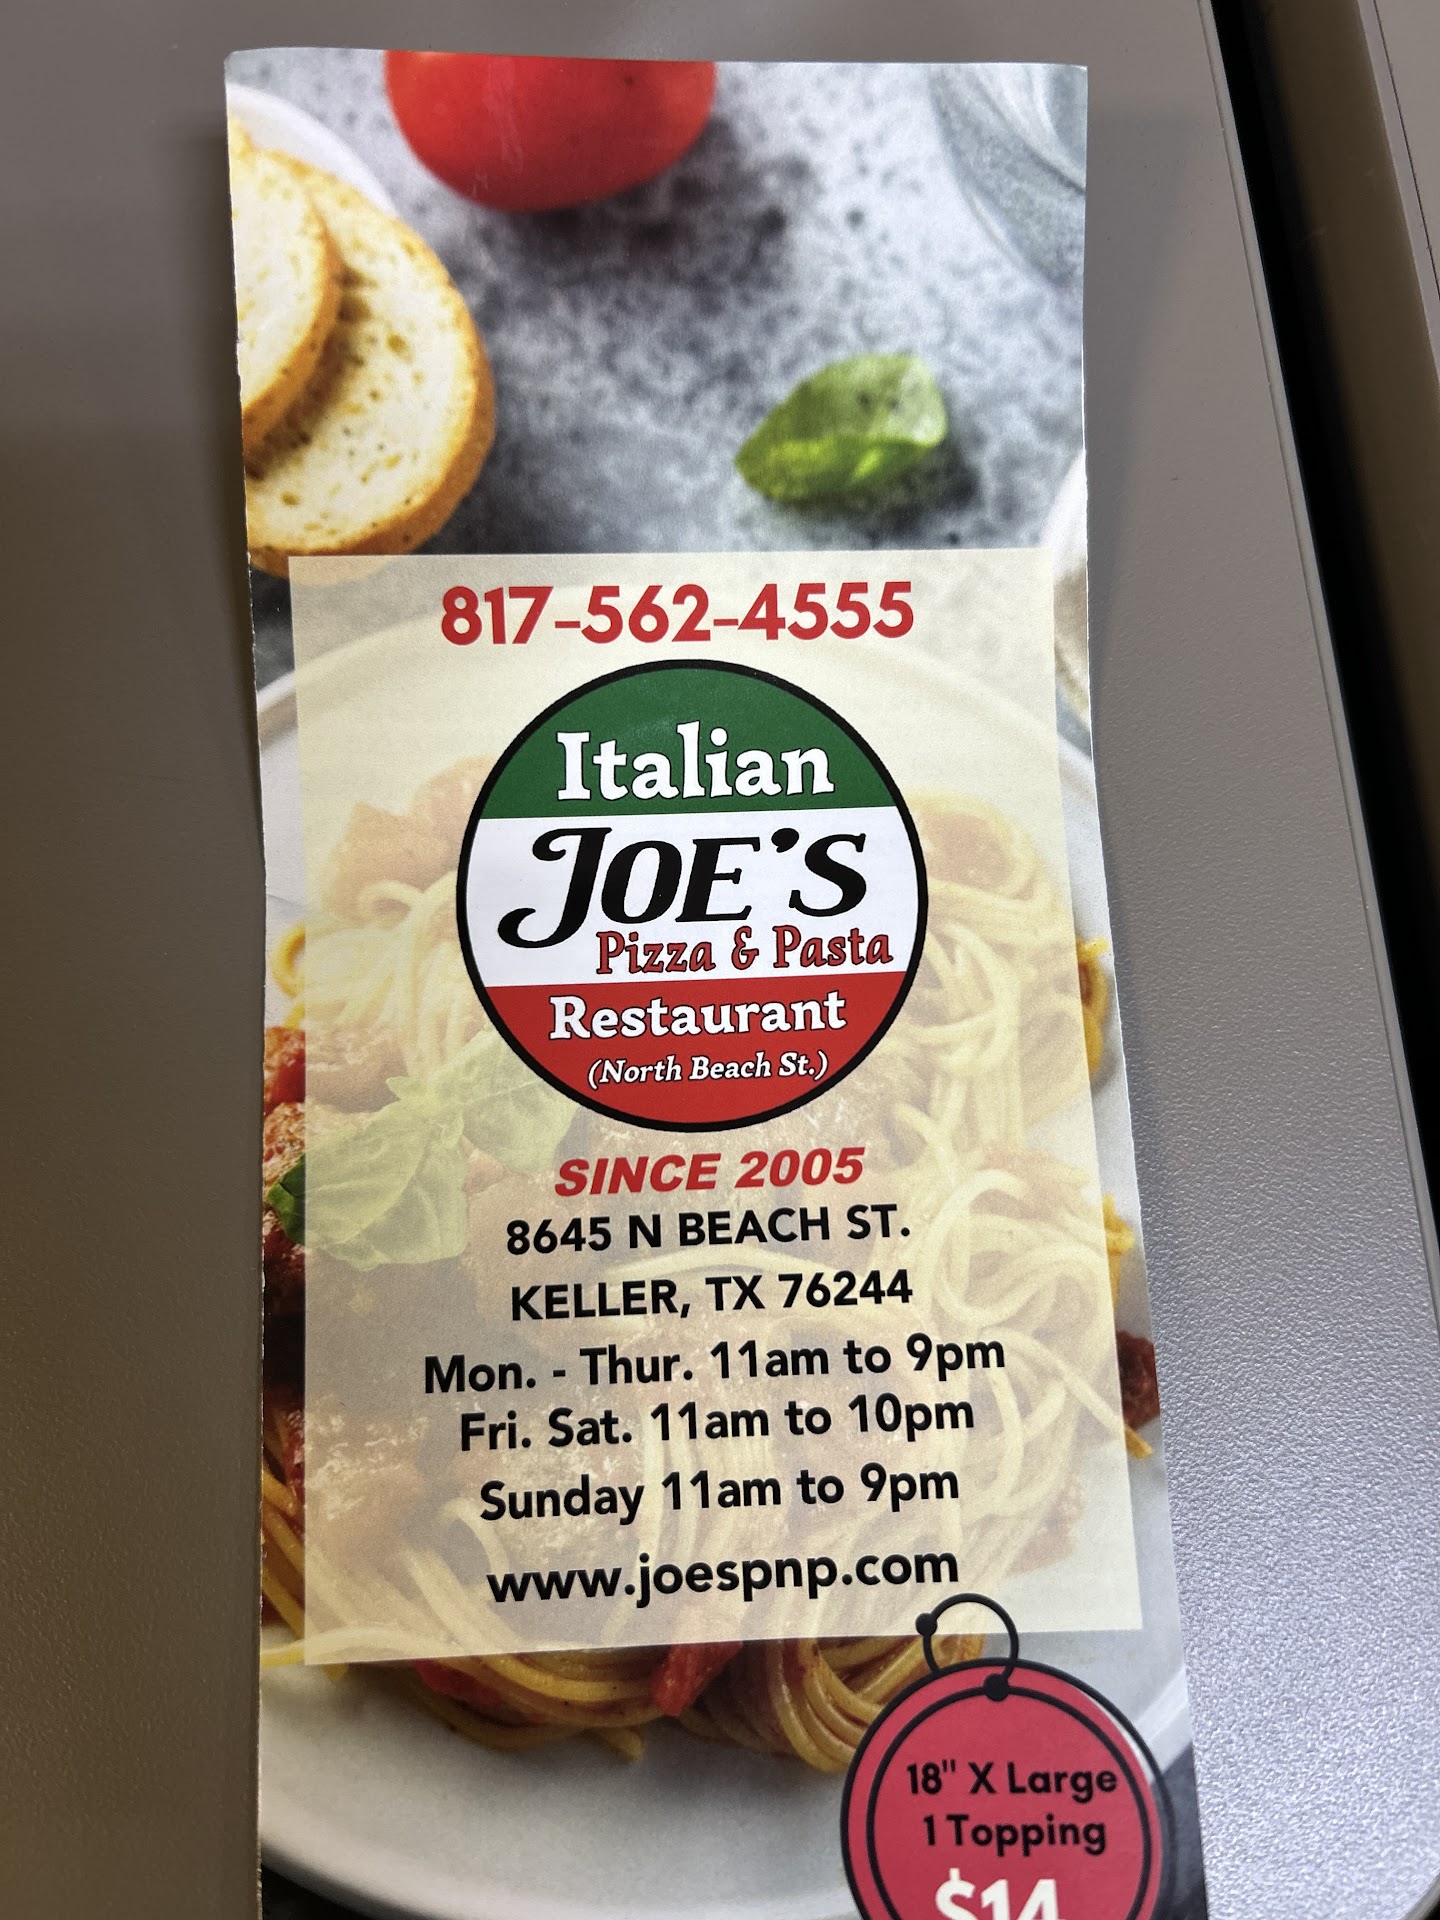 817-562-4555
Italian
JOE'S
Pizza & Pasta
Restaurant
(North Beach St.)
SINCE 2005
8645 N BEACH ST.
KELLER, TX 76244
Mon. - Thur. 11am to 9pm
Fri. Sat. 11am to 10pm
Sunday 11am to 9pm
www.joespnp.com
18" X Large
1 Topping
$14